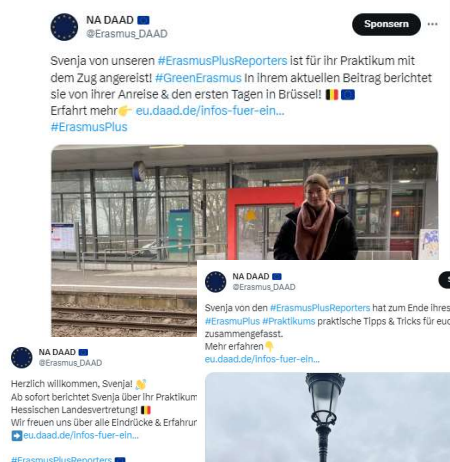 NA DAAD
@Erasmus_DAAD
Sponsern
Svenja von unseren #ErasmusPlusReporters ist für ihr Praktikum mit
dem Zug angereist! #GreenErasmus In ihrem aktuellen Beitrag berichtet
sie von ihrer Anreise & den ersten Tagen in Brüssel! 🇧🇪 🇪🇺
Erfahrt mehr👉 eu.daad.de/infos-fuer-ein...
#ErasmusPlus
NA DAAD
@Erasmus_DAAD
Svenja von den #ErasmusPlusReporters hat zum Ende ihres
#ErasmuPlus #Praktikums praktische Tipps & Tricks für euc
zusammengefasst.
Mehr erfahren👇
eu.daad.de/infos-fuer-ein...
NA DAAD
@Erasmus_DAAD
Herzlich willkommen, Svenja! 👋
Ab sofort berichtet Svenja über ihr Praktikum
Hessischen Landesvertretung! 🇧🇪
Wir freuen uns über alle Eindrücke & Erfahrur
➡️eu.daad.de/infos-fuer-ein...
#ErasmusPlusReporters